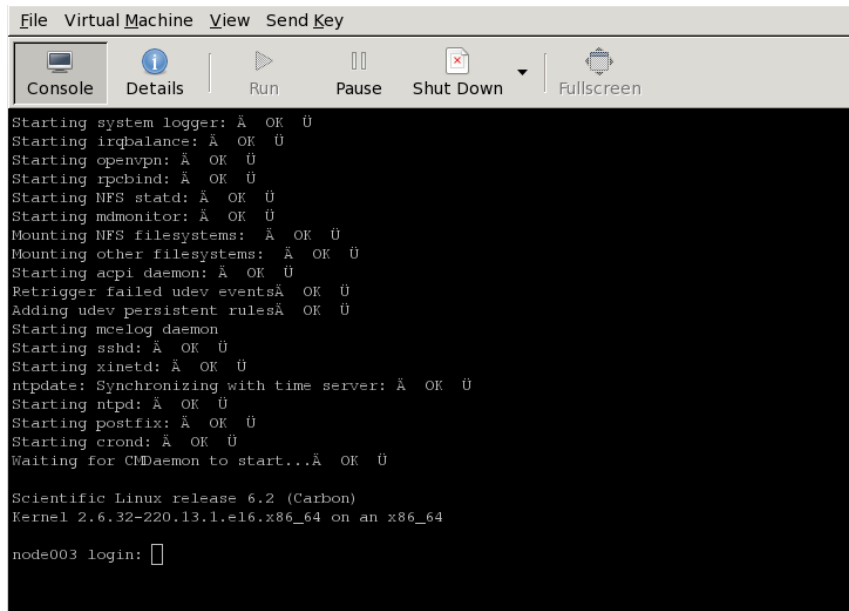 File Virtual Machine View Send Key
Console Details Run Pause Shut Down Fullscreen
Starting system logger: Ä OK Ü
Starting irqbalance: Ä OK Ü
Starting openvpn: Ä OK Ü
Starting rpcbind: Ä OK Ü
Starting NFS statd: Ä OK Ü
Starting mdmonitor: Ä OK Ü
Mounting NFS filesystems: Ä OK Ü
Mounting other filesystems: Ä OK Ü
Starting acpi daemon: Ä OK Ü
Retrigger failed udev eventsÄ OK Ü
Adding udev persistent rulesÄ OK Ü
Starting mcelog daemon
Starting sshd: Ä OK Ü
Starting xinetd: Ä OK Ü
ntpdate: Synchronizing with time server: Ä OK Ü
Starting ntpd: Ä OK Ü
Starting postfix: Ä OK Ü
Starting crond: Ä OK Ü
Waiting for CMDaemon to start...Ä OK Ü
Scientific Linux release 6.2 (Carbon)
Kernel 2.6.32-220.13.1.el6.x86_64 on an x86_64
node003 login: